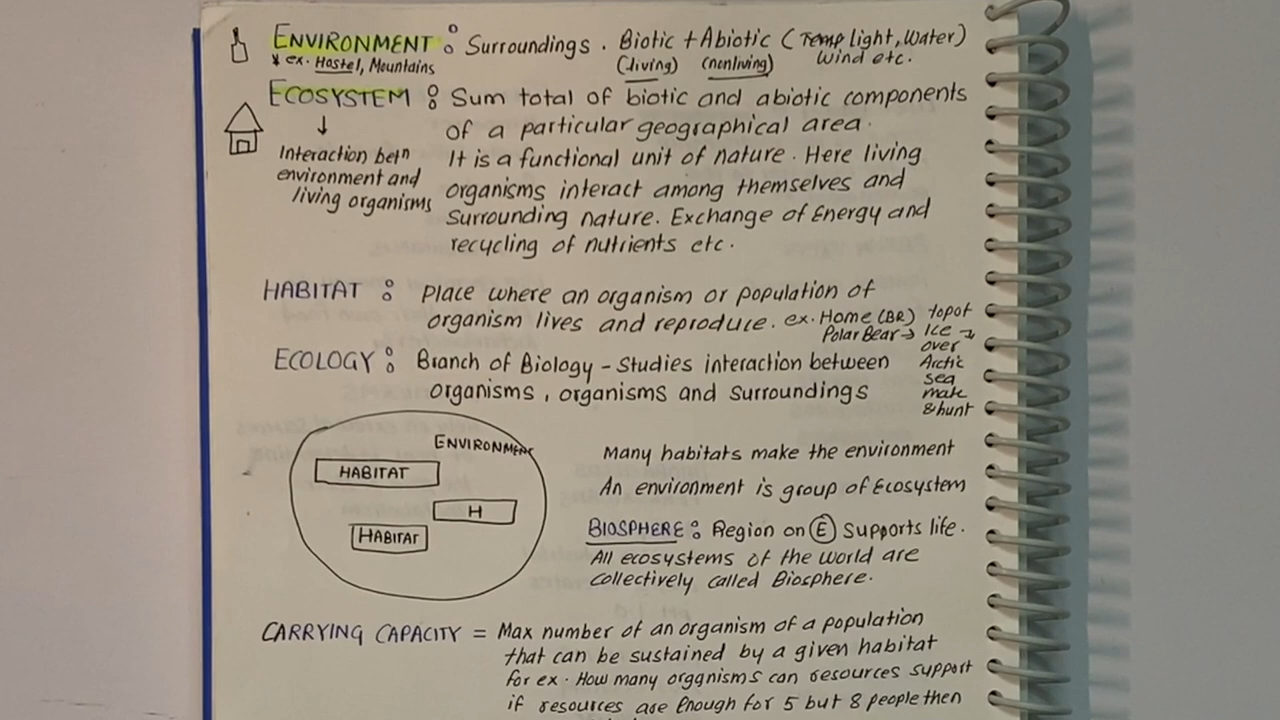 ENVIRONMENT : Surroundings. Biotic + Abiotic (Temp light, Water)
* ex. Hostel, Mountains (living) (nonliving) Wind etc.
ECOSYSTEM : Sum total of biotic and abiotic components
of a particular geographical area.
Interaction betn
environment and
living organisms
It is a functional unit of nature. Here living
organisms interact among themselves and
Surrounding nature. Exchange of Energy and
recycling of nutrients etc.
HABITAT : Place where an organism or population of
organism lives and reproduce. ex. Home (BR)
Polar Bear → Ice →
topot
over
Arctic
sea
mate
& hunt
ECOLOGY : Branch of Biology - Studies interaction between
organisms, organisms and Surroundings
ENVIRONMENT
HABITAT
H
HABITAT
Many habitats make the environment
An environment is group of Ecosystem
BIOSPHERE : Region on E Supports life.
All ecosystems of the world are
collectively called Biosphere.
CARRYING CAPACITY = Max number of an organism of a population
that can be sustained by a given habitat
for ex. How many organisms can resources support
if resources are enough for 5 but 8 people then